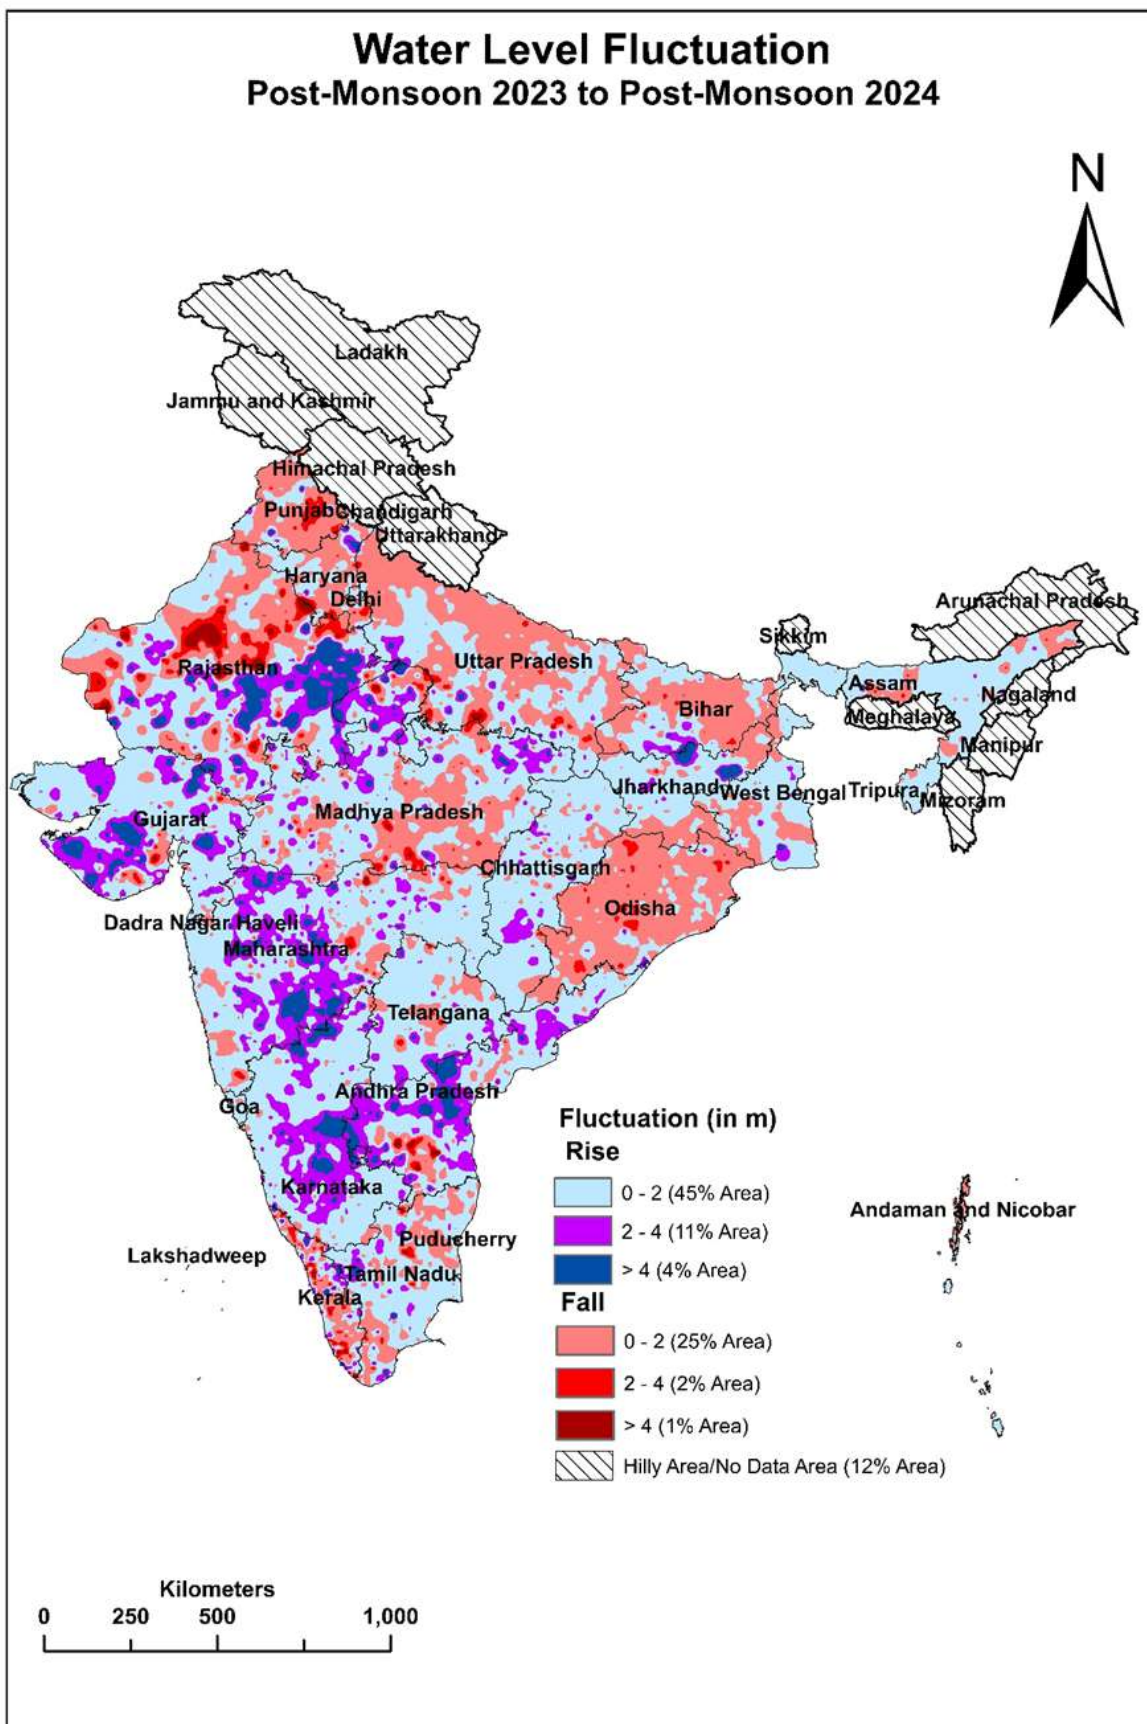 Water Level Fluctuation
Post-Monsoon 2023 to Post-Monsoon 2024
N
Ladakh
Jammu and Kashmir
Himachal Pradesh
Punjab
Chandigarh
Uttarakhand
Haryana
Delhi
Arunachal Pradesh
Sikkim
Rajasthan
Uttar Pradesh
Assam
Nagaland
Bihar
Meghalaya
Manipur
Jharkhand
West Bengal
Tripura
Mizoram
Gujarat
Madhya Pradesh
Chhattisgarh
Odisha
Dadra Nagar Haveli
Maharashtra
Telangana
Andhra Pradesh
Goa
Karnataka
Puducherry
Lakshadweep
Tamil Nadu
Kerala
Andaman and Nicobar
Fluctuation (in m)
Rise
0 - 2 (45% Area)
2 - 4 (11% Area)
> 4 (4% Area)
Fall
0 - 2 (25% Area)
2 - 4 (2% Area)
> 4 (1% Area)
Hilly Area/No Data Area (12% Area)
Kilometers
0 250 500 1,000